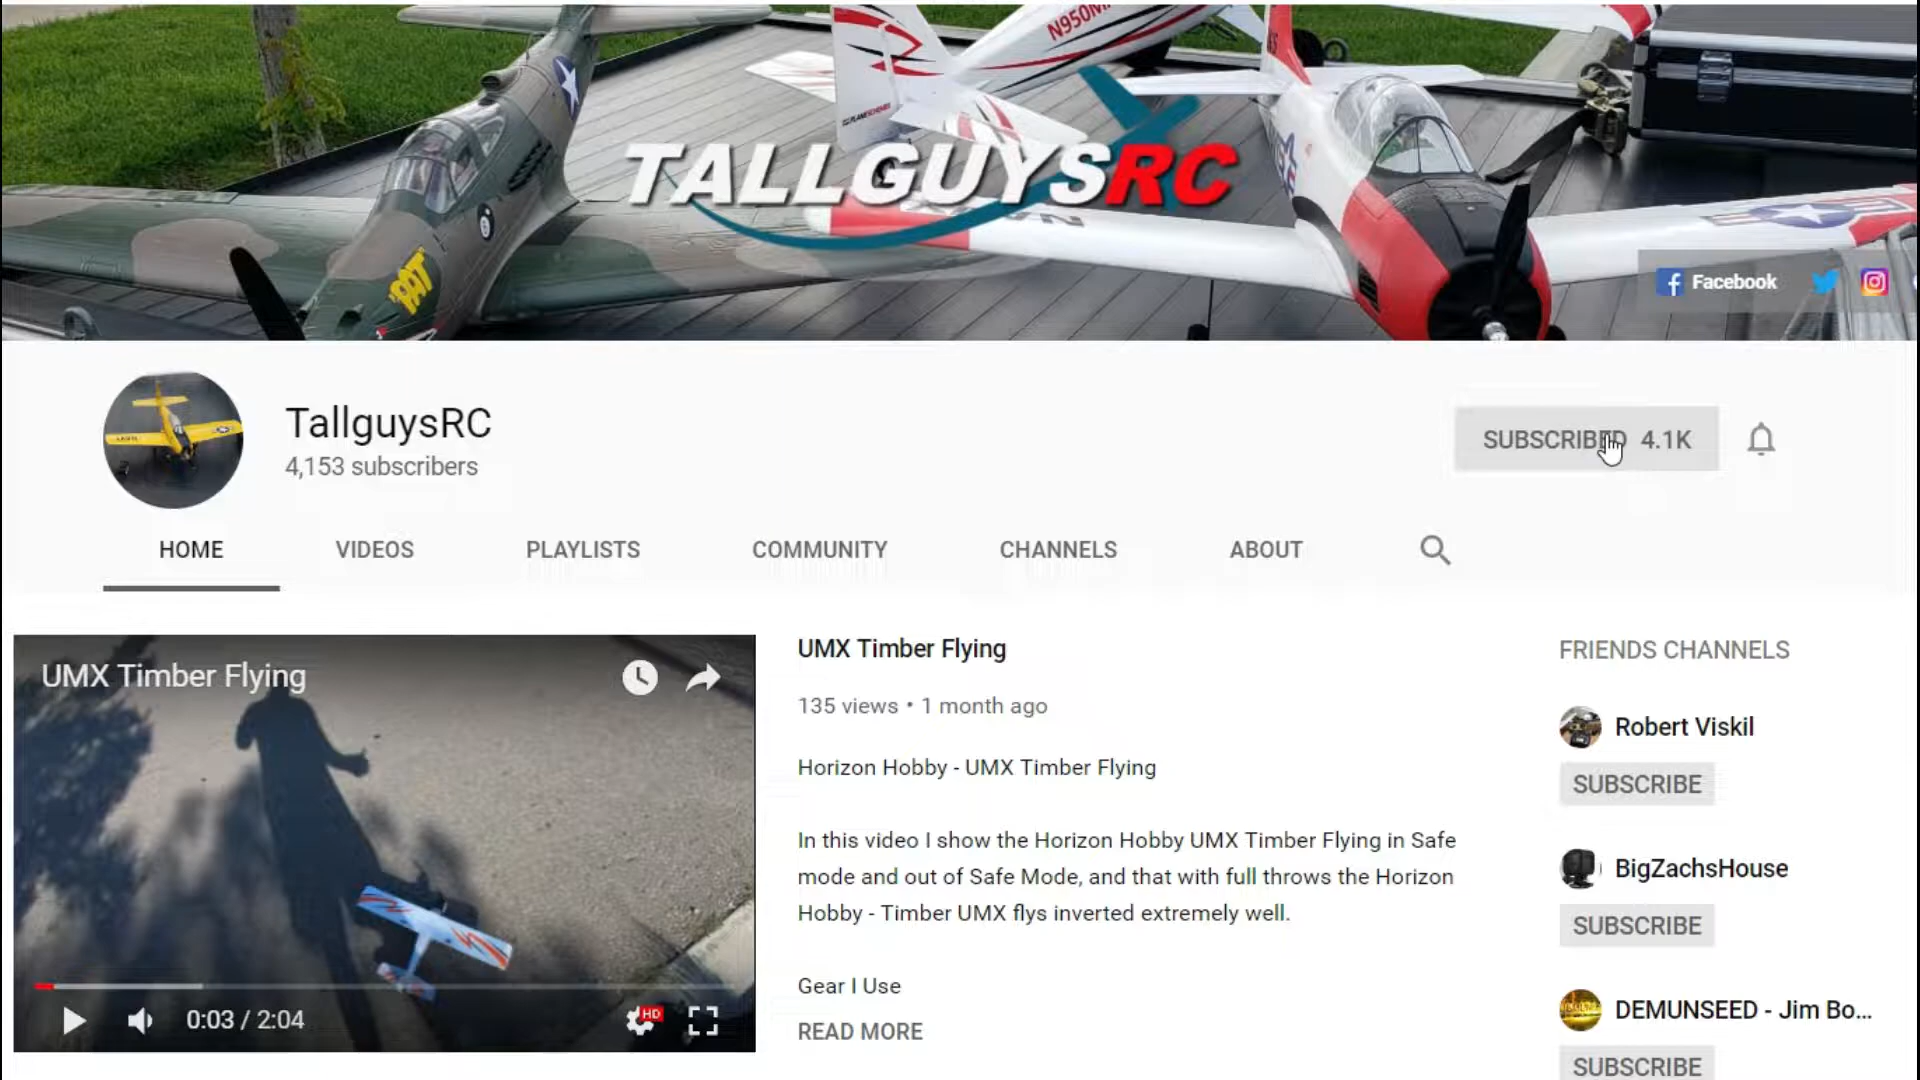 N950M
TALLGUYSRC
"PAT"
Facebook
TallguysRC
4,153 subscribers
SUBSCRIBED 4.1K
HOME VIDEOS PLAYLISTS COMMUNITY CHANNELS ABOUT
UMX Timber Flying
HD
0:03 / 2:04
UMX Timber Flying
135 views • 1 month ago
Horizon Hobby - UMX Timber Flying
In this video I show the Horizon Hobby UMX Timber Flying in Safe
mode and out of Safe Mode, and that with full throws the Horizon
Hobby - Timber UMX flys inverted extremely well.
Gear I Use
READ MORE
FRIENDS CHANNELS
Robert Viskil
SUBSCRIBE
BigZachsHouse
SUBSCRIBE
DEMUNSEED - Jim Bo...
SUBSCRIBE